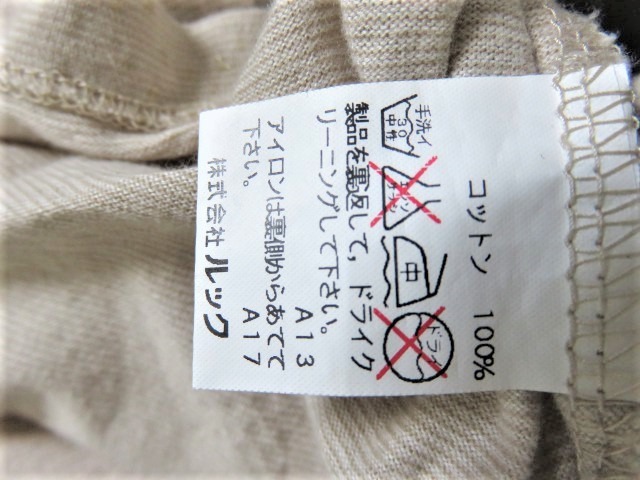 コットン 100%
手洗イ
30
中性
中
ドライ
製品を裏返して，ドライク
リーニングして下さい。
A13
アイロンは裏側からあてて
下さい。 A17
株式会社ルック